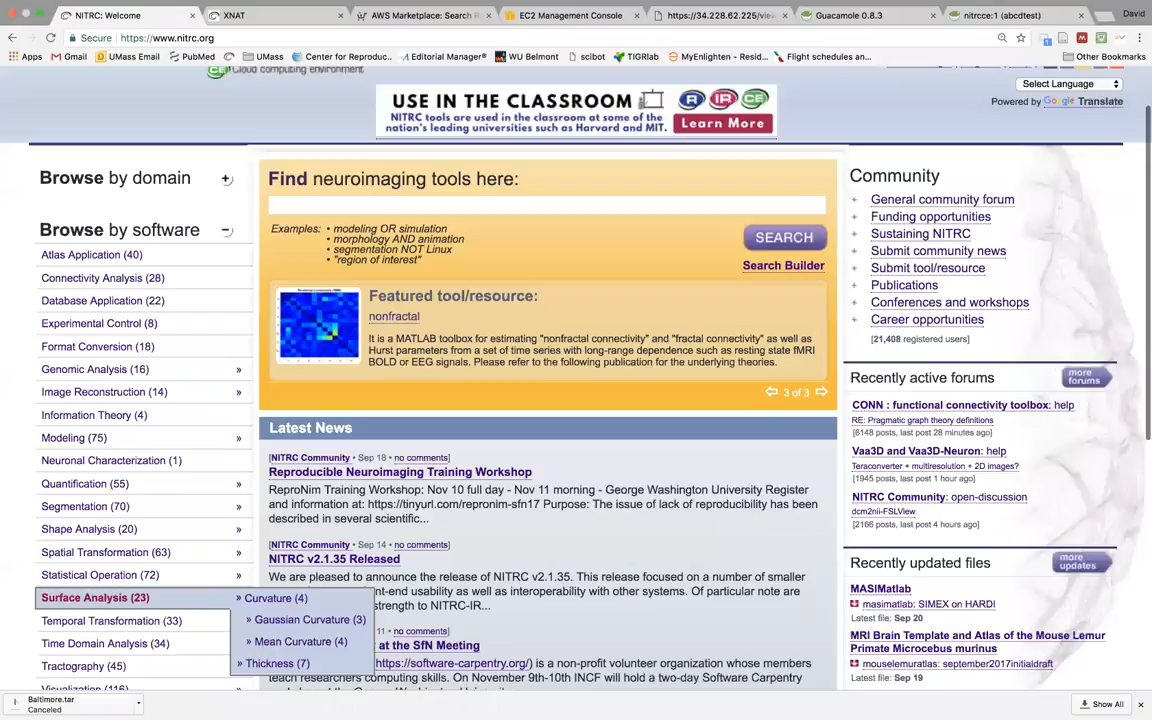 NITRC: Welcome
XNAT
AWS Marketplace: Search R
EC2 Management Console
https://34.228.62.225/view
Guacamole 0.8.3
nitrcce:1 (abcdtest)
David
Secure
https://www.nitrc.org
Apps
Gmail
UMass Email
PubMed
UMass
Center for Reproduc..
Editorial Manager®
WU Belmont
scibot
TIGRlab
MyEnlighten - Resid...
Flight schedules an...
Other Bookmarks
CE Cloud computing environment.
USE IN THE CLASSROOM
NITRC tools are used in the classroom at some of the
nation's leading universities such as Harvard and MIT.
R IR CE
Learn More
Select Language
Powered by Google Translate
Browse by domain
Browse by software
Atlas Application (40)
Connectivity Analysis (28)
Database Application (22)
Experimental Control (8)
Format Conversion (18)
Genomic Analysis (16) »
Image Reconstruction (14) »
Information Theory (4)
Modeling (75) »
Neuronal Characterization (1)
Quantification (55) »
Segmentation (70) »
Shape Analysis (20) »
Spatial Transformation (63) »
Statistical Operation (72) »
Surface Analysis (23)
Temporal Transformation (33)
Time Domain Analysis (34)
Tractography (45)
Visualization (116)
» Curvature (4)
» Gaussian Curvature (3)
» Mean Curvature (4)
» Thickness (7)
Find neuroimaging tools here:
Examples:
• modeling OR simulation
• morphology AND animation
• segmentation NOT Linux
• "region of interest"
SEARCH
Search Builder
Featured tool/resource:
nonfractal
It is a MATLAB toolbox for estimating "nonfractal connectivity" and "fractal connectivity" as well as
Hurst parameters from a set of time series with long-range dependence such as resting state fMRI
BOLD or EEG signals. Please refer to the following publication for the underlying theories.
3 of 3
Latest News
[NITRC Community • Sep 18 • no comments]
Reproducible Neuroimaging Training Workshop
ReproNim Training Workshop: Nov 10 full day - Nov 11 morning - George Washington University Register
and information at: https://tinyurl.com/repronim-sfn17 Purpose: The issue of lack of reproducibility has been
described in several scientific...
[NITRC Community • Sep 14 • no comments]
NITRC v2.1.35 Released
We are pleased to announce the release of NITRC v2.1.35. This release focused on a number of smaller
nt-end usability as well as interoperability with other systems. Of particular note are
strength to NITRC-IR...
11 • no comments]
at the SfN Meeting
https://software-carpentry.org/) is a non-profit volunteer organization whose members
teach researchers computing skills. On November 9th-10th INCF will hold a two-day Software Carpentry
Community
+ General community forum
+ Funding opportunities
+ Sustaining NITRC
+ Submit community news
+ Submit tool/resource
+ Publications
+ Conferences and workshops
+ Career opportunities
[21,408 registered users]
Recently active forums
more forums
CONN : functional connectivity toolbox: help
RE: Pragmatic graph theory definitions
[6148 posts, last post 28 minutes ago]
Vaa3D and Vaa3D-Neuron: help
Teraconverter + multiresolution + 2D images?
[1945 posts, last post 1 hour ago]
NITRC Community: open-discussion
dcm2nii-FSLView
[2166 posts, last post 4 hours ago]
Recently updated files
more updates
MASIMatlab
masimatlab: SIMEX on HARDI
Latest file: Sep 20
MRI Brain Template and Atlas of the Mouse Lemur
Primate Microcebus murinus
mouselemuratlas: september2017initialdraft
Latest file: Sep 19
Baltimore.tar
Canceled
Show All